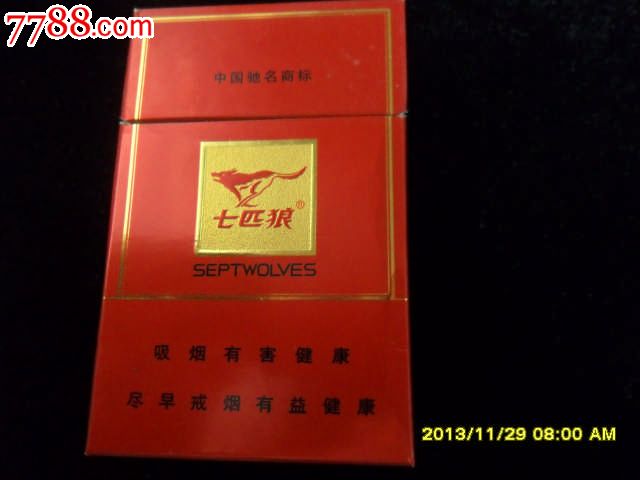 7788.com
中国驰名商标
七匹狼®
SEPTWOLVES
吸烟有害健康
尽早戒烟有益健康
2013/11/29 08:00 AM